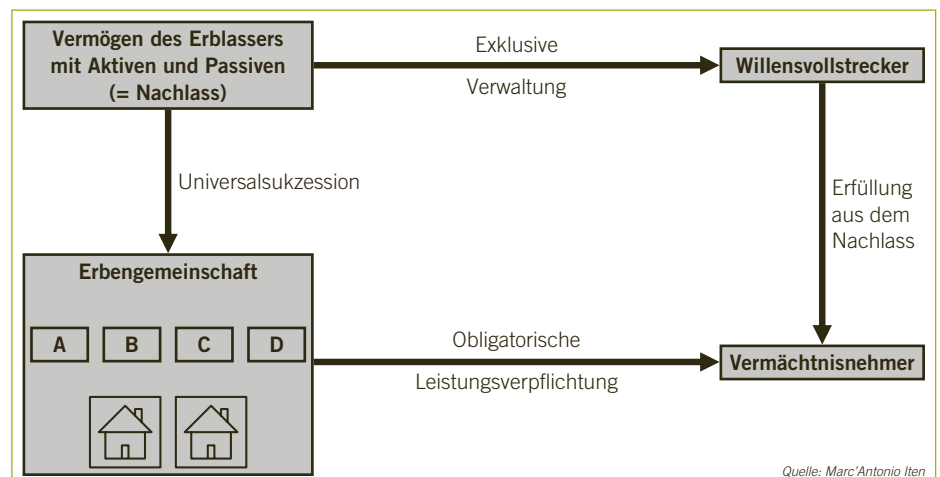 Vermögen des Erblassers
mit Aktiven und Passiven
(= Nachlass)
Exklusive
Verwaltung
Willensvollstrecker
Universalsukzession
Erfüllung
aus dem
Nachlass
Erbengemeinschaft
A B C D
Obligatorische
Leistungsverpflichtung
Vermächtnisnehmer
Quelle: Marc'Antonio Iten